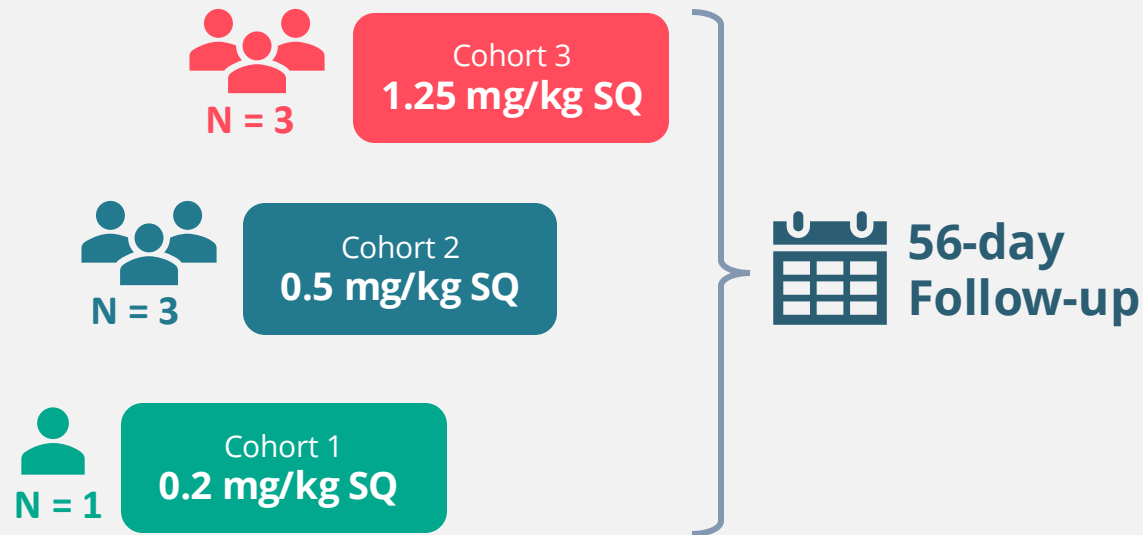 Cohort 3
1.25 mg/kg SQ
N = 3
Cohort 2
0.5 mg/kg SQ
N = 3
56-day
Follow-up
Cohort 1
0.2 mg/kg SQ
N = 1